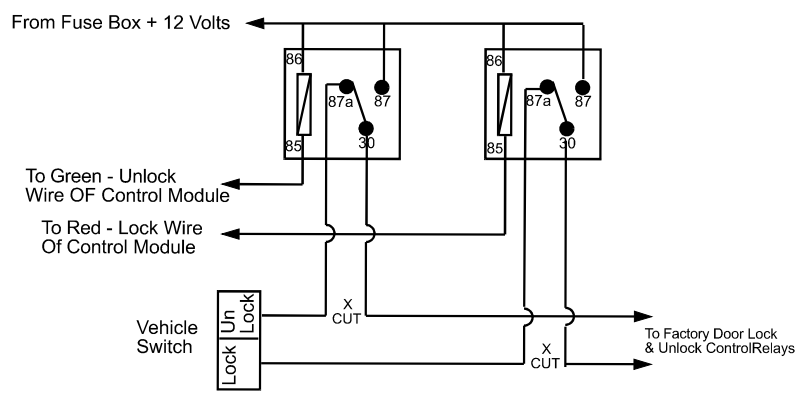 From Fuse Box + 12 Volts
86
87a
87
30
85
86
87a
87
30
85
To Green - Unlock
Wire OF Control Module
To Red - Lock Wire
Of Control Module
Vehicle
Switch
Un
Lock
Lock
X
CUT
X
CUT
To Factory Door Lock
& Unlock ControlRelays